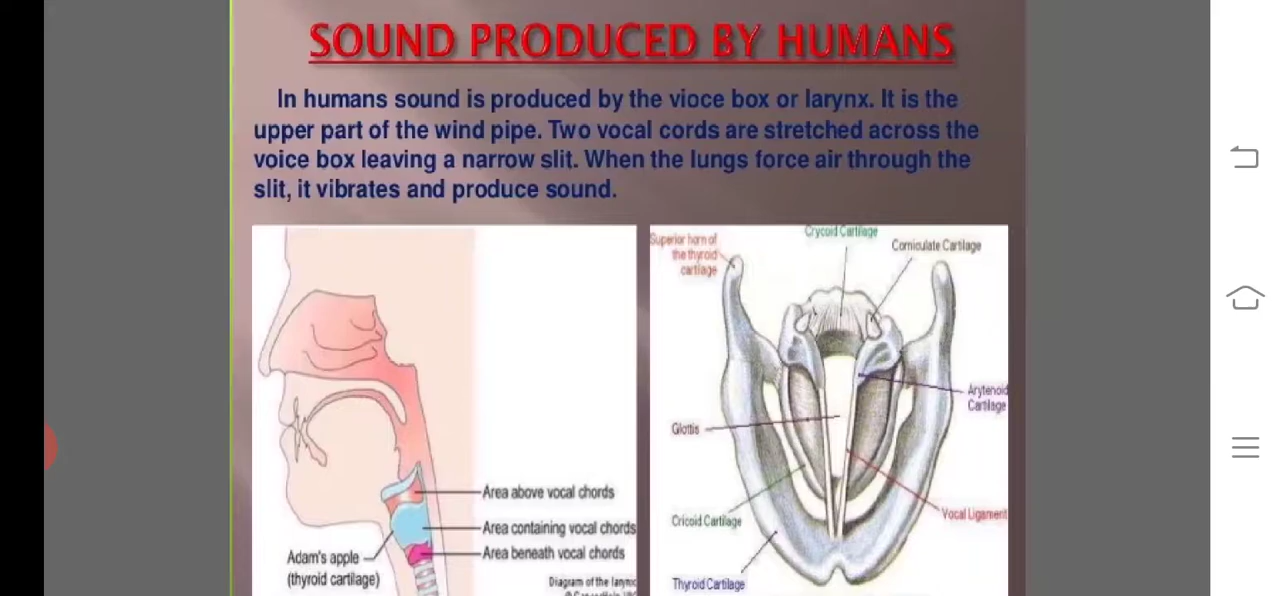 SOUND PRODUCED BY HUMANS
In humans sound is produced by the vioce box or larynx. It is the
upper part of the wind pipe. Two vocal cords are stretched across the
voice box leaving a narrow slit. When the lungs force air through the
slit, it vibrates and produce sound.
Area above vocal chords
Area containing vocal chords
Area beneath vocal chords
Adam's apple
(thyroid cartilage)
Diagram of the larynx
Superior horn of
the thyroid
cartilage
Crycoid Cartilage
Corniculate Cartilage
Arytenoid
Cartilage
Glottis
Cricoid Cartilage
Vocal Ligament
Thyroid Cartilage